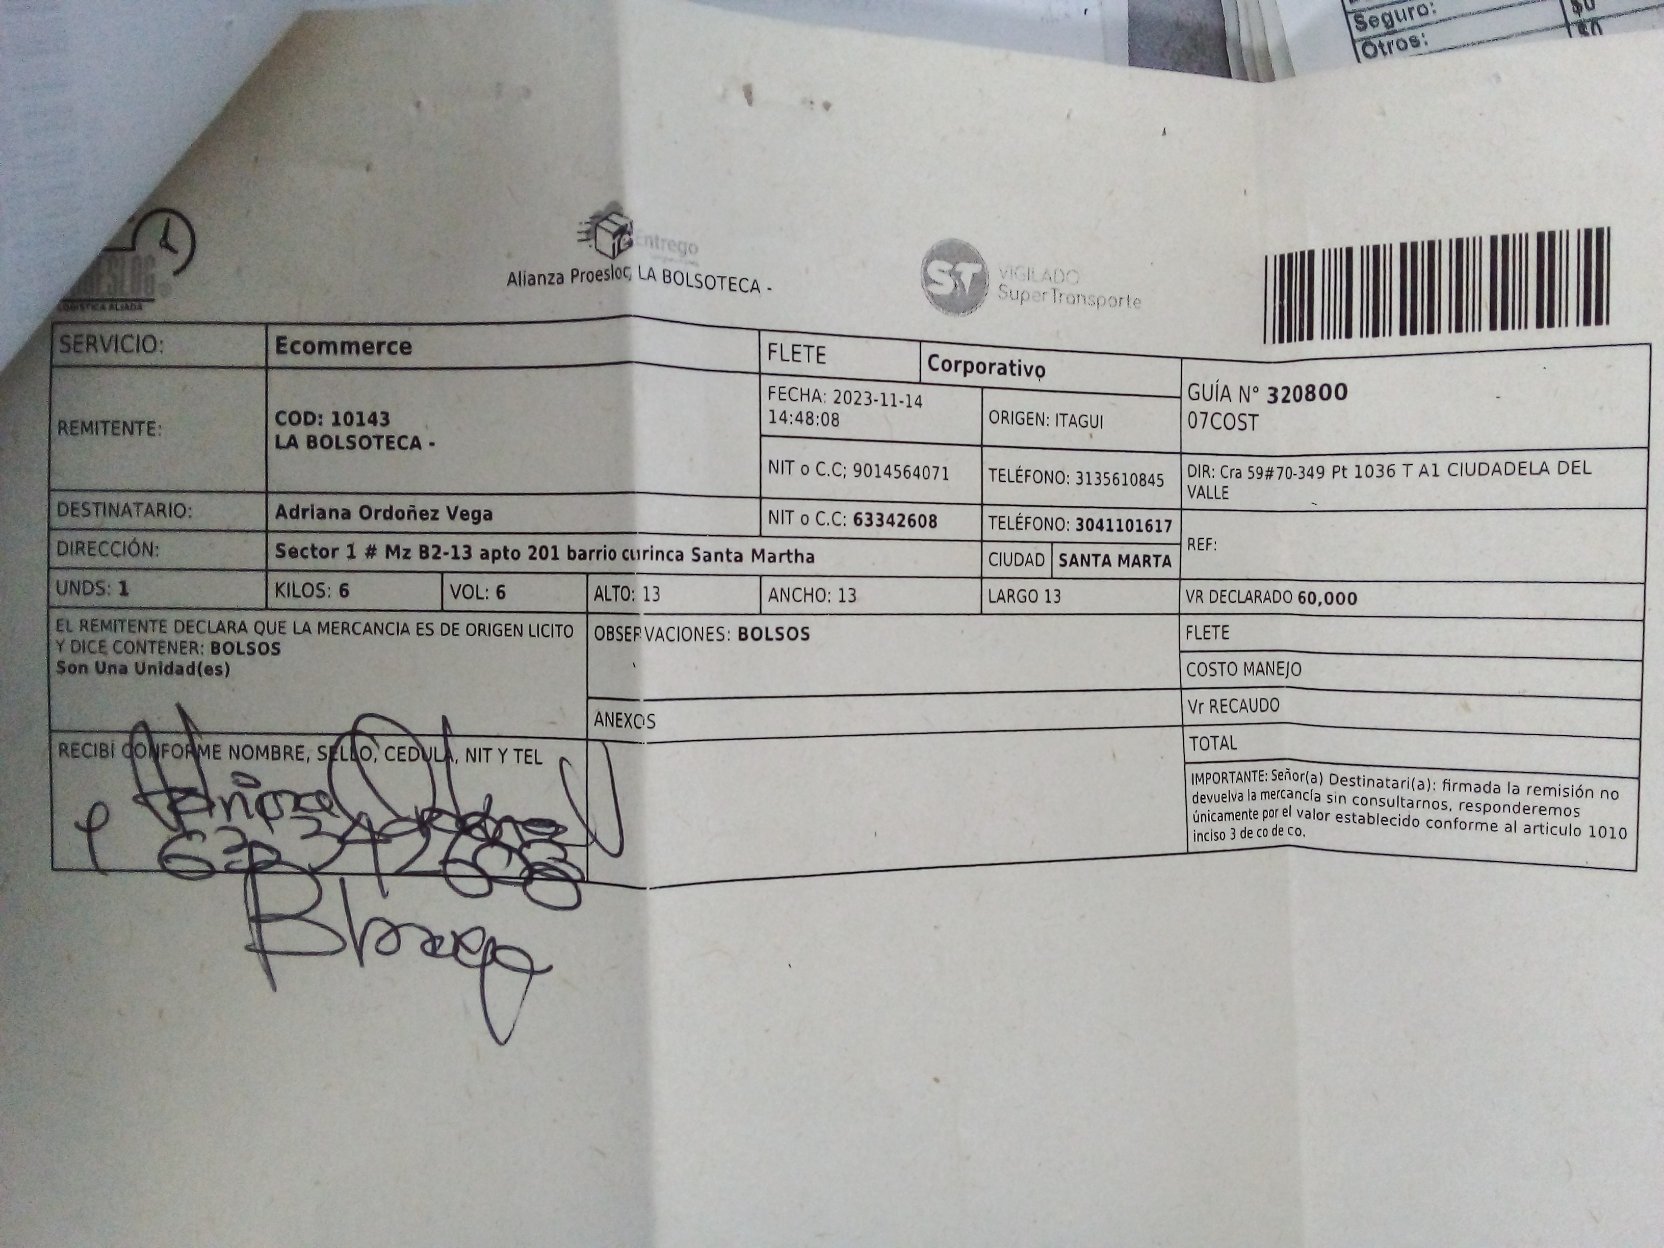 Seguro: $0
Otros: $0
LOGISTICA ALIADA
entrego
Alianza Proesloc, LA BOLSOTECA -
ST VIGILADO
SuperTransporte
SERVICIO: Ecommerce FLETE Corporativo
REMITENTE: COD: 10143
LA BOLSOTECA -
FECHA: 2023-11-14
14:48:08
ORIGEN: ITAGUI
GUÍA N° 320800
07COST
NIT o C.C; 9014564071 TELÉFONO: 3135610845
DIR: Cra 59#70-349 Pt 1036 T A1 CIUDADELA DEL
VALLE
DESTINATARIO: Adriana Ordoñez Vega NIT o C.C: 63342608 TELÉFONO: 3041101617
REF:
DIRECCIÓN: Sector 1 # Mz B2-13 apto 201 barrio curinca Santa Martha CIUDAD SANTA MARTA
UNDS: 1 KILOS: 6 VOL: 6 ALTO: 13 ANCHO: 13 LARGO 13 VR DECLARADO 60,000
EL REMITENTE DECLARA QUE LA MERCANCIA ES DE ORIGEN LICITO
Y DICE CONTENER: BOLSOS
Son Una Unidad(es)
OBSERVACIONES: BOLSOS
ANEXOS
FLETE
COSTO MANEJO
Vr RECAUDO
TOTAL
RECIBÍ CONFORME NOMBRE, SELLO, CEDULA, NIT Y TEL
IMPORTANTE: Señor(a) Destinatari(a): firmada la remisión no
devuelva la mercancía sin consultarnos, responderemos
únicamente por el valor establecido conforme al articulo 1010
inciso 3 de co de co.